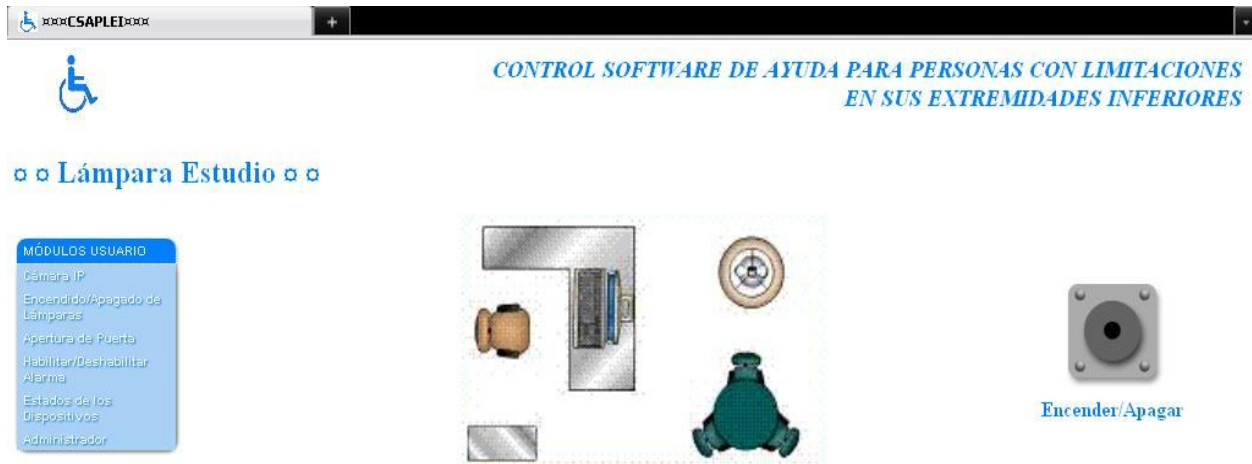 ¤¤¤CSAPLEI¤¤¤
+
CONTROL SOFTWARE DE AYUDA PARA PERSONAS CON LIMITACIONES
EN SUS EXTREMIDADES INFERIORES
¤ ¤ Lámpara Estudio ¤ ¤
MÓDULOS USUARIO
Cámara IP
Encendido/Apagado de
Lámparas
Apertura de Puerta
Habilitar/Deshabilitar
Alarma
Estados de los
Dispositivos
Administrador
Encender/Apagar